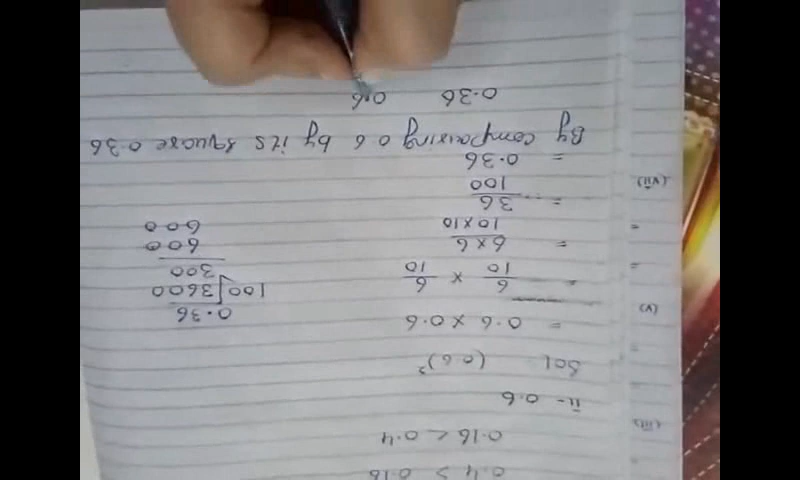 0.4 > 0.16
0.16 < 0.4
ii- 0.6
Sol (0.6)²
= 0.6 × 0.6
= 6/10 × 6/10
= 6×6/10×10
= 36/100
= 0.36
0.36
100√3600
300
600
600
By comparing 0 6 by its square 0.36
0.36 0.6
(iii)
(v)
(vii)